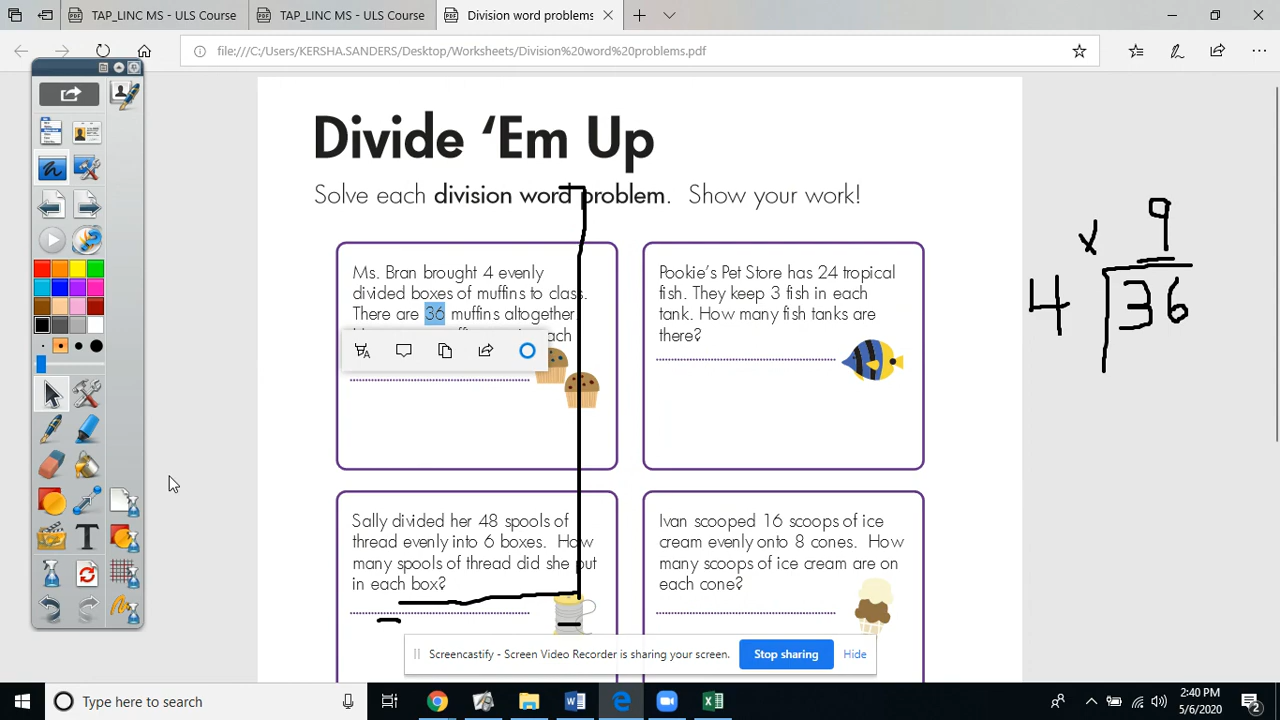 TAP_LINC MS - ULS Course
TAP_LINC MS - ULS Course
Division word problems
file:///C:/Users/KERSHA.SANDERS/Desktop/Worksheets/Division%20word%20problems.pdf
Divide ‘Em Up
Solve each division word problem. Show your work!
Ms. Bran brought 4 evenly
divided boxes of muffins to class.
There are 36 muffins altogether.
Pookie’s Pet Store has 24 tropical
fish. They keep 3 fish in each
tank. How many fish tanks are
there?
Sally divided her 48 spools of
thread evenly into 6 boxes. How
many spools of thread did she put
in each box?
Ivan scooped 16 scoops of ice
cream evenly onto 8 cones. How
many scoops of ice cream are on
each cone?
x 9
4 36
Screencastify - Screen Video Recorder is sharing your screen.
Stop sharing
Hide
Type here to search
2:40 PM
5/6/2020
2